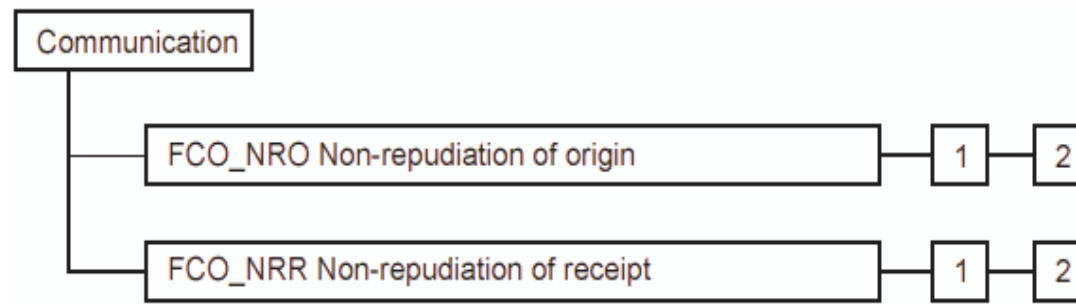 Communication
FCO_NRO Non-repudiation of origin 1 2
FCO_NRR Non-repudiation of receipt 1 2